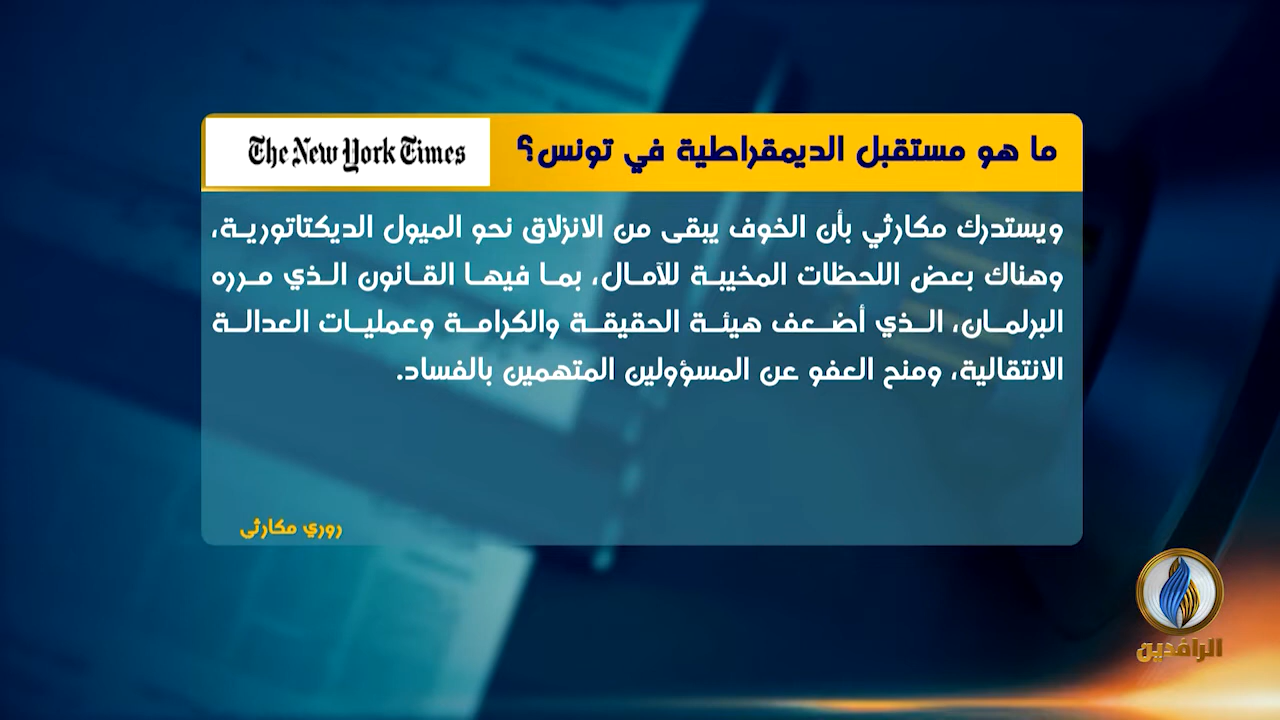 ما هو مستقبل الديمقراطية في تونس؟
The New York Times
ويستدرك مكارثي بأن الخوف يبقى من الانزلاق نحو الميول الديكتاتورية،
وهناك بعض اللحظات المخيبة للآمال، بما فيها القانون الذي مرره
البرلمان، الذي أضعف هيئة الحقيقة والكرامة وعمليات العدالة
الانتقالية، ومنح العفو عن المسؤولين المتهمين بالفساد.
روري مكارثى
الرافدين